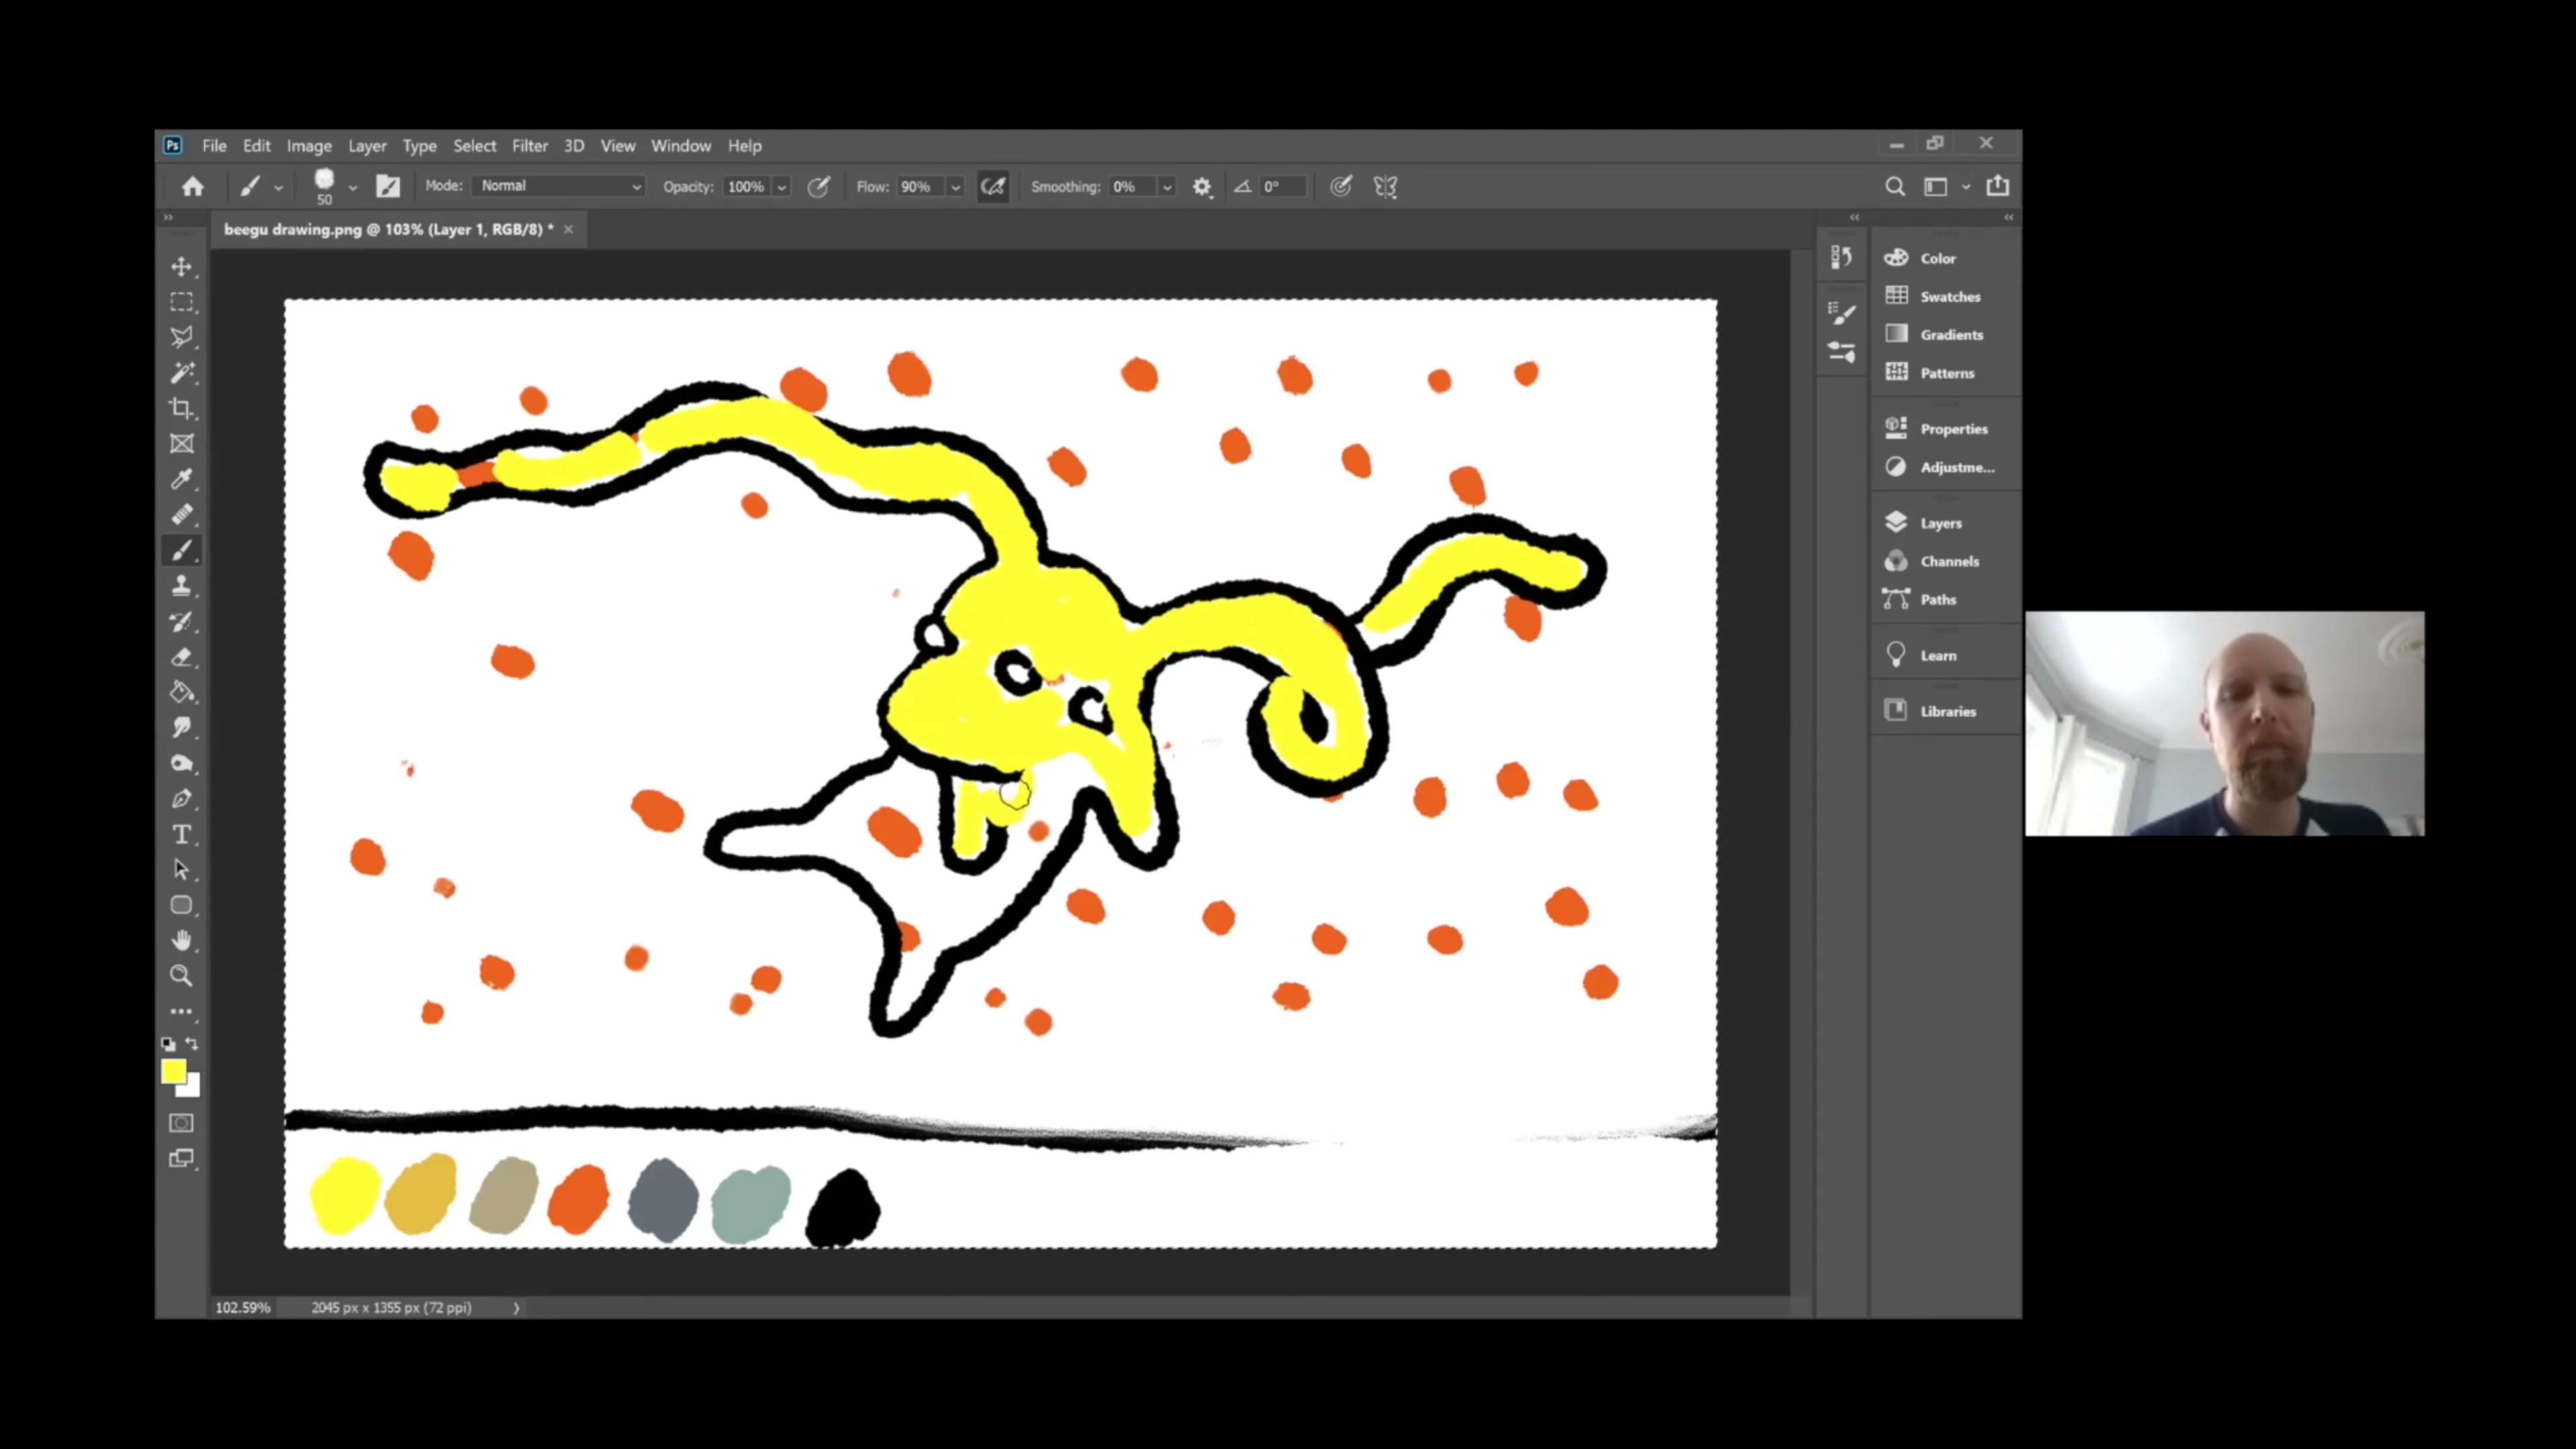 Ps File Edit Image Layer Type Select Filter 3D View Window Help
50 Mode: Normal Opacity: 100% Flow: 90% Smoothing: 0% 0°
beegu drawing.png @ 103% (Layer 1, RGB/8) * ×
Color
Swatches
Gradients
Patterns
Properties
Adjustme...
Layers
Channels
Paths
Learn
Libraries
T
102.59% 2045 px x 1355 px (72 ppi)